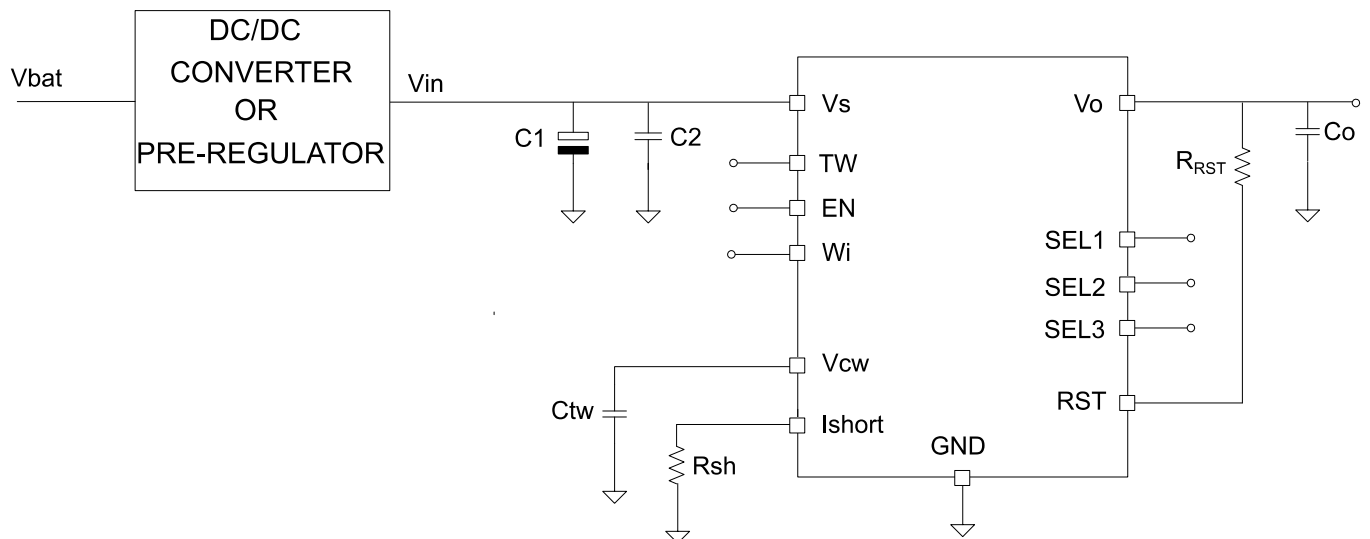 Vbat
DC/DC
CONVERTER
OR
PRE-REGULATOR
Vin
C1
C2
Vs
TW
EN
Wi
Vcw
Ishort
Ctw
Rsh
GND
Vo
SEL1
SEL2
SEL3
RST
RRST
Co